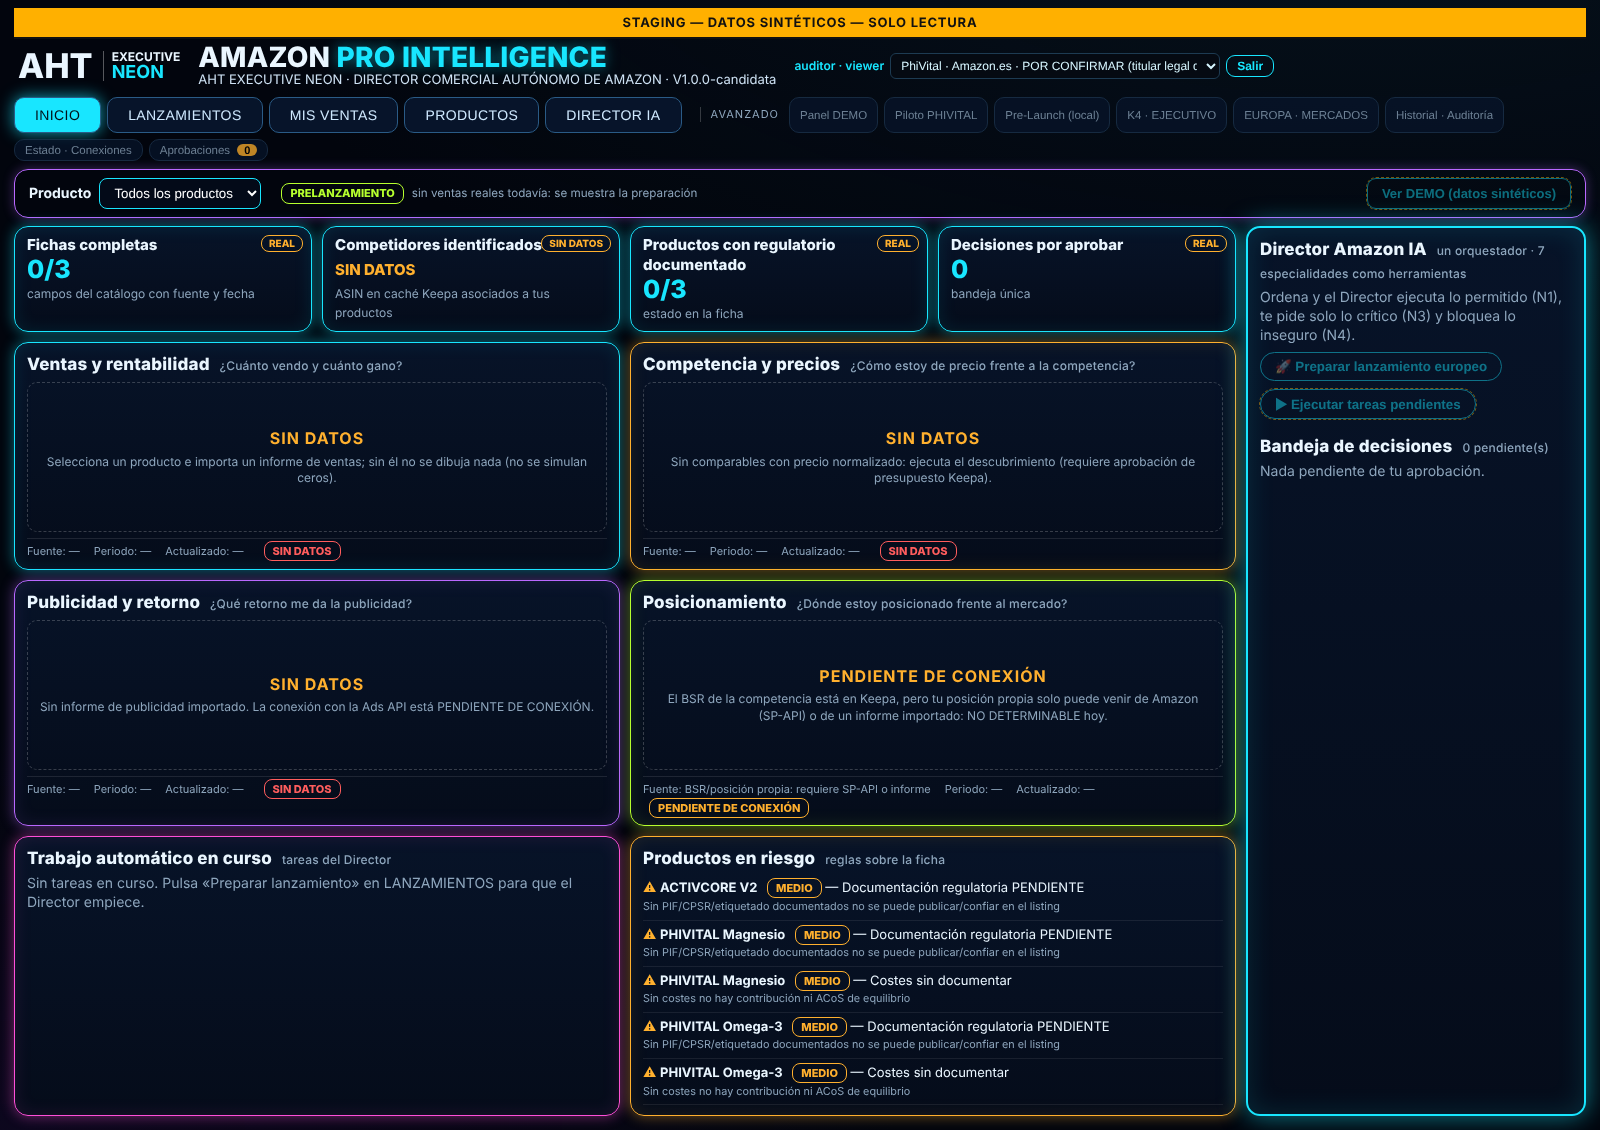 STAGING — DATOS SINTÉTICOS — SOLO LECTURA
AHT EXECUTIVE NEON
AMAZON PRO INTELLIGENCE
AHT EXECUTIVE NEON · DIRECTOR COMERCIAL AUTÓNOMO DE AMAZON · V1.0.0-candidata
auditor · viewer PhiVital · Amazon.es · POR CONFIRMAR (titular legal c Salir
INICIO LANZAMIENTOS MIS VENTAS PRODUCTOS DIRECTOR IA AVANZADO Panel DEMO Piloto PHIVITAL Pre-Launch (local) K4 · EJECUTIVO EUROPA · MERCADOS Historial · Auditoría
Estado · Conexiones Aprobaciones 0
Producto Todos los productos PRELANZAMIENTO sin ventas reales todavía: se muestra la preparación Ver DEMO (datos sintéticos)
Fichas completas REAL
0/3
campos del catálogo con fuente y fecha
Competidores identificados SIN DATOS
SIN DATOS
ASIN en caché Keepa asociados a tus
productos
Productos con regulatorio REAL
documentado
0/3
estado en la ficha
Decisiones por aprobar REAL
0
bandeja única
Director Amazon IA un orquestador · 7
especialidades como herramientas
Ordena y el Director ejecuta lo permitido (N1),
te pide solo lo crítico (N3) y bloquea lo
inseguro (N4).
🚀 Preparar lanzamiento europeo
▶ Ejecutar tareas pendientes
Bandeja de decisiones 0 pendiente(s)
Nada pendiente de tu aprobación.
Ventas y rentabilidad ¿Cuánto vendo y cuánto gano?
SIN DATOS
Selecciona un producto e importa un informe de ventas; sin él no se dibuja nada (no se simulan
ceros).
Fuente: — Periodo: — Actualizado: — SIN DATOS
Competencia y precios ¿Cómo estoy de precio frente a la competencia?
SIN DATOS
Sin comparables con precio normalizado: ejecuta el descubrimiento (requiere aprobación de
presupuesto Keepa).
Fuente: — Periodo: — Actualizado: — SIN DATOS
Publicidad y retorno ¿Qué retorno me da la publicidad?
SIN DATOS
Sin informe de publicidad importado. La conexión con la Ads API está PENDIENTE DE CONEXIÓN.
Fuente: — Periodo: — Actualizado: — SIN DATOS
Posicionamiento ¿Dónde estoy posicionado frente al mercado?
PENDIENTE DE CONEXIÓN
El BSR de la competencia está en Keepa, pero tu posición propia solo puede venir de Amazon
(SP-API) o de un informe importado: NO DETERMINABLE hoy.
Fuente: BSR/posición propia: requiere SP-API o informe Periodo: — Actualizado: —
PENDIENTE DE CONEXIÓN
Trabajo automático en curso tareas del Director
Sin tareas en curso. Pulsa «Preparar lanzamiento» en LANZAMIENTOS para que el
Director empiece.
Productos en riesgo reglas sobre la ficha
⚠ ACTIVCORE V2 MEDIO — Documentación regulatoria PENDIENTE
Sin PIF/CPSR/etiquetado documentados no se puede publicar/confiar en el listing
⚠ PHIVITAL Magnesio MEDIO — Documentación regulatoria PENDIENTE
Sin PIF/CPSR/etiquetado documentados no se puede publicar/confiar en el listing
⚠ PHIVITAL Magnesio MEDIO — Costes sin documentar
Sin costes no hay contribución ni ACoS de equilibrio
⚠ PHIVITAL Omega-3 MEDIO — Documentación regulatoria PENDIENTE
Sin PIF/CPSR/etiquetado documentados no se puede publicar/confiar en el listing
⚠ PHIVITAL Omega-3 MEDIO — Costes sin documentar
Sin costes no hay contribución ni ACoS de equilibrio